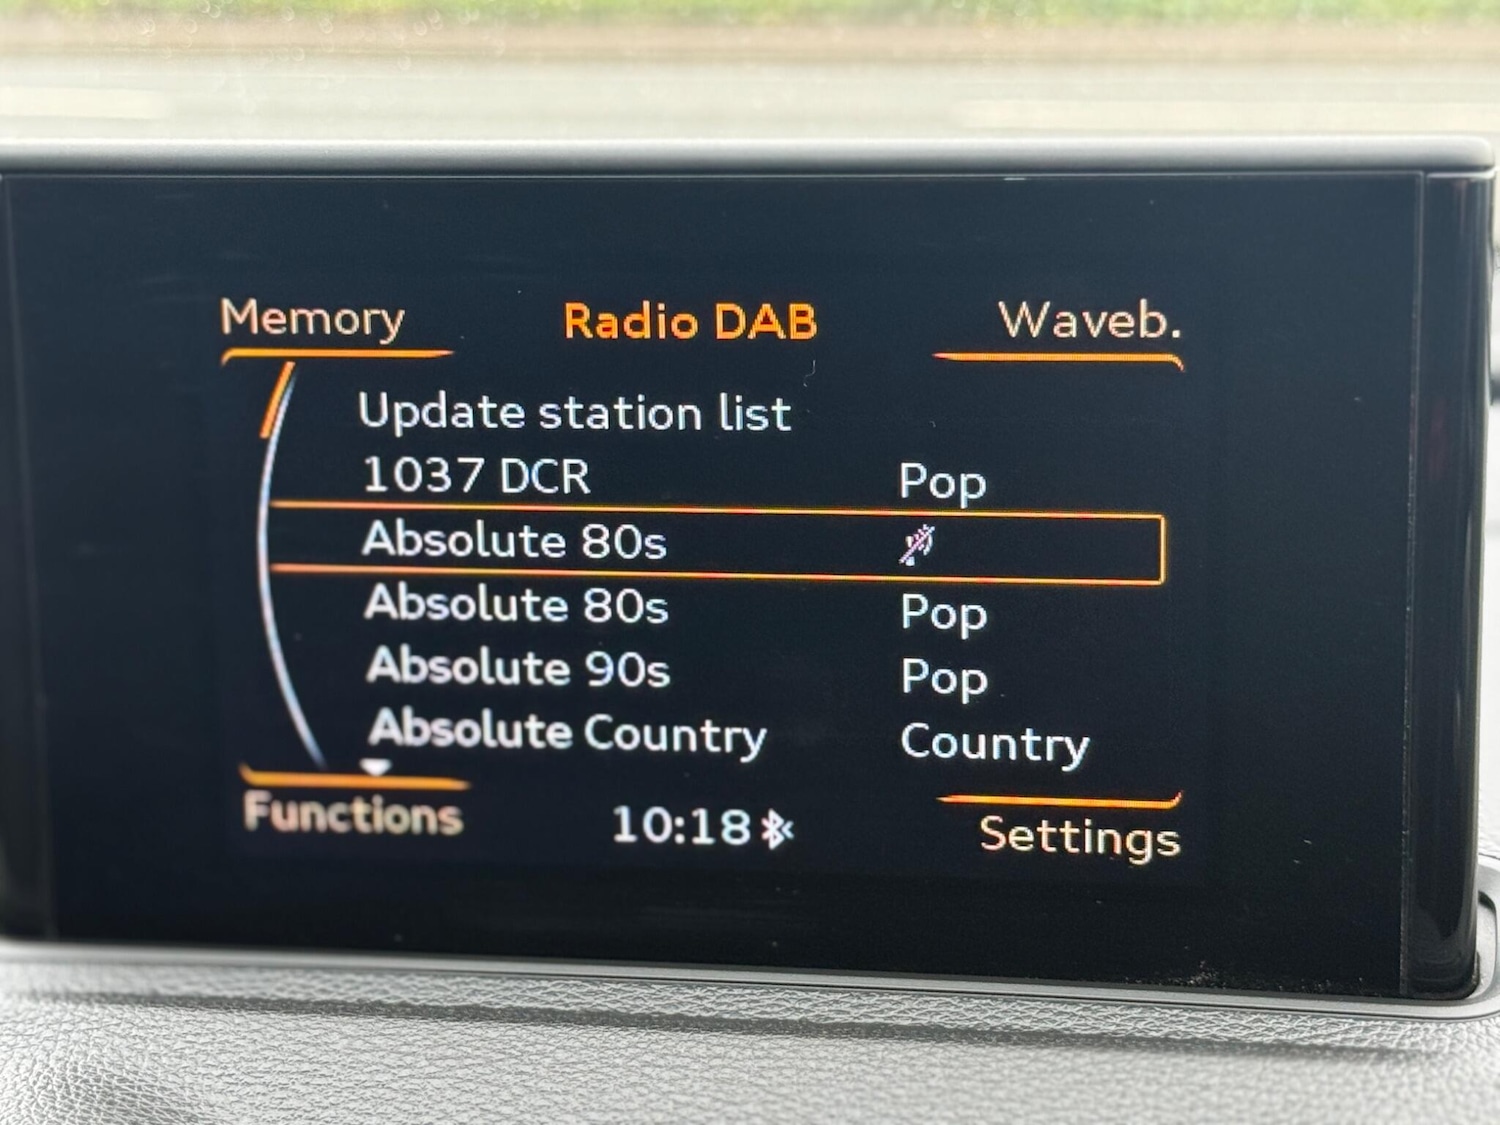 Memory Radio DAB Waveb.
Update station list
1037 DCR Pop
Absolute 80s
Absolute 80s Pop
Absolute 90s Pop
Absolute Country Country
Functions 10:18 Settings